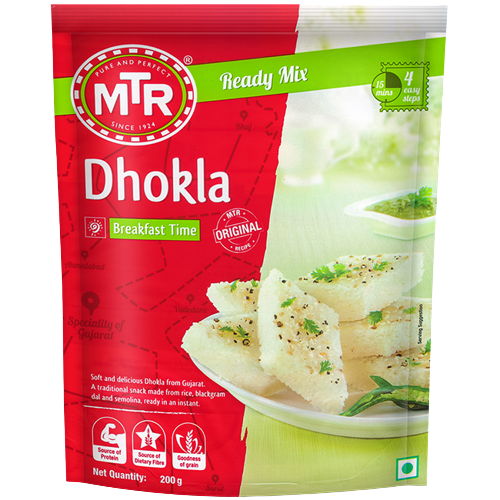 PURE AND PERFECT
MTR
®
SINCE 1924
Ready Mix
15
mins
4
easy
steps
Dhokla
Breakfast Time
MTR
ORIGINAL
RECIPE
Speciality of
Gujarat
Serving Suggestion
Soft and delicious Dhokla from Gujarat.
A traditional snack made from rice, blackgram
dal and semolina, ready in an instant.
Source of
Protein
Source of
Dietary Fibre
Goodness
of grain
Net Quantity: 200 g